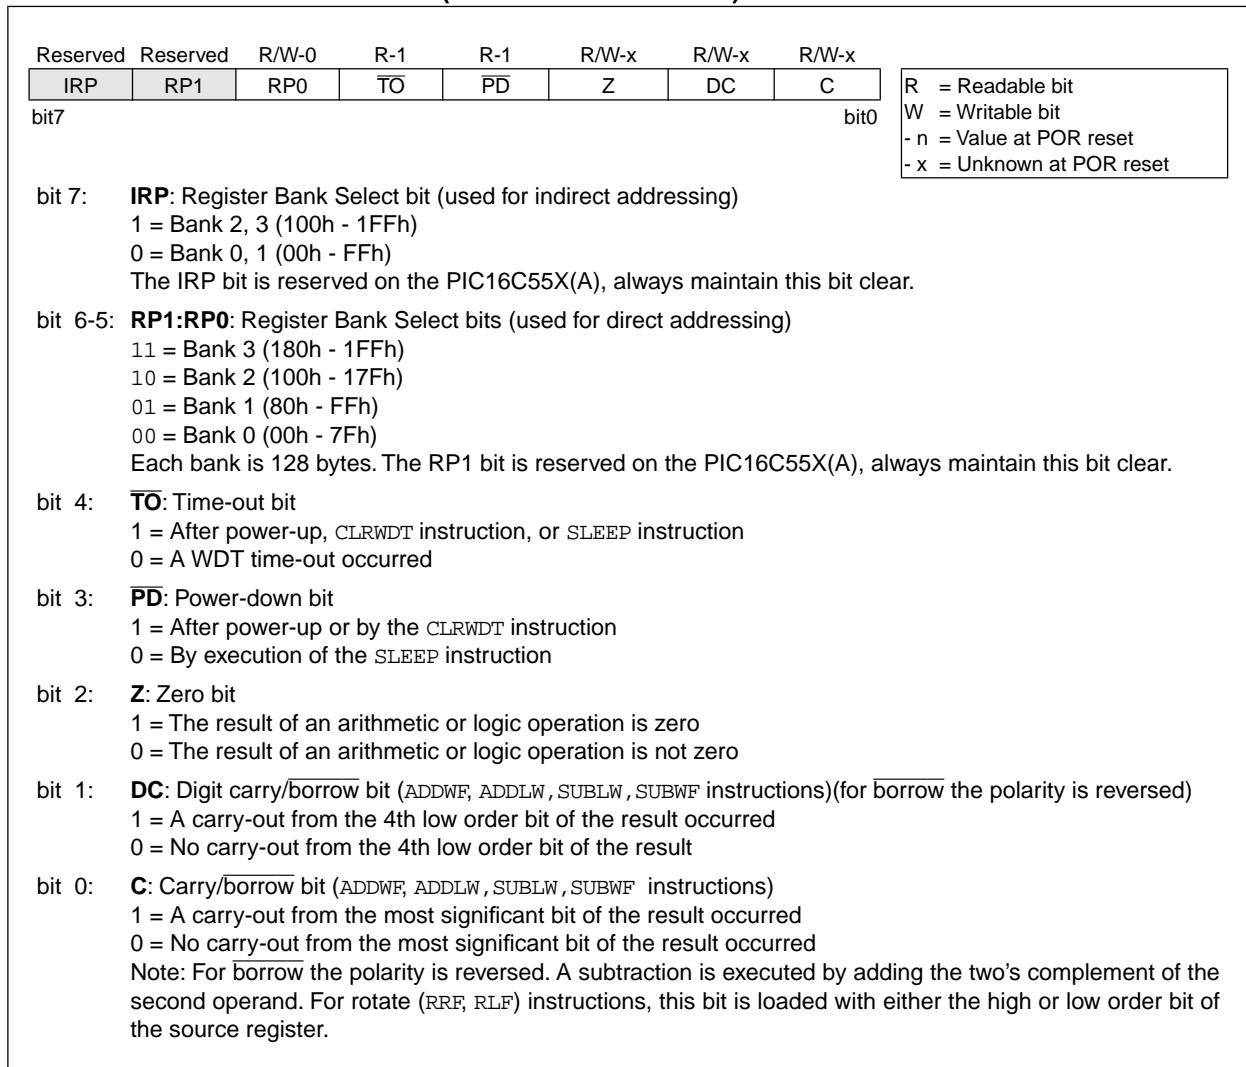 Reserved Reserved R/W-0 R-1 R-1 R/W-x R/W-x R/W-x
IRP RP1 RP0 T̅O̅ P̅D̅ Z DC C
bit7 bit0
R = Readable bit
W = Writable bit
- n = Value at POR reset
- x = Unknown at POR reset
bit 7: IRP: Register Bank Select bit (used for indirect addressing)
1 = Bank 2, 3 (100h - 1FFh)
0 = Bank 0, 1 (00h - FFh)
The IRP bit is reserved on the PIC16C55X(A), always maintain this bit clear.
bit 6-5: RP1:RP0: Register Bank Select bits (used for direct addressing)
11 = Bank 3 (180h - 1FFh)
10 = Bank 2 (100h - 17Fh)
01 = Bank 1 (80h - FFh)
00 = Bank 0 (00h - 7Fh)
Each bank is 128 bytes. The RP1 bit is reserved on the PIC16C55X(A), always maintain this bit clear.
bit 4: T̅O̅: Time-out bit
1 = After power-up, CLRWDT instruction, or SLEEP instruction
0 = A WDT time-out occurred
bit 3: P̅D̅: Power-down bit
1 = After power-up or by the CLRWDT instruction
0 = By execution of the SLEEP instruction
bit 2: Z: Zero bit
1 = The result of an arithmetic or logic operation is zero
0 = The result of an arithmetic or logic operation is not zero
bit 1: DC: Digit carry/b̅o̅r̅r̅o̅w̅ bit (ADDWF, ADDLW,SUBLW,SUBWF instructions)(for b̅o̅r̅r̅o̅w̅ the polarity is reversed)
1 = A carry-out from the 4th low order bit of the result occurred
0 = No carry-out from the 4th low order bit of the result
bit 0: C: Carry/b̅o̅r̅r̅o̅w̅ bit (ADDWF, ADDLW,SUBLW,SUBWF instructions)
1 = A carry-out from the most significant bit of the result occurred
0 = No carry-out from the most significant bit of the result occurred
Note: For b̅o̅r̅r̅o̅w̅ the polarity is reversed. A subtraction is executed by adding the two's complement of the
second operand. For rotate (RRF, RLF) instructions, this bit is loaded with either the high or low order bit of
the source register.